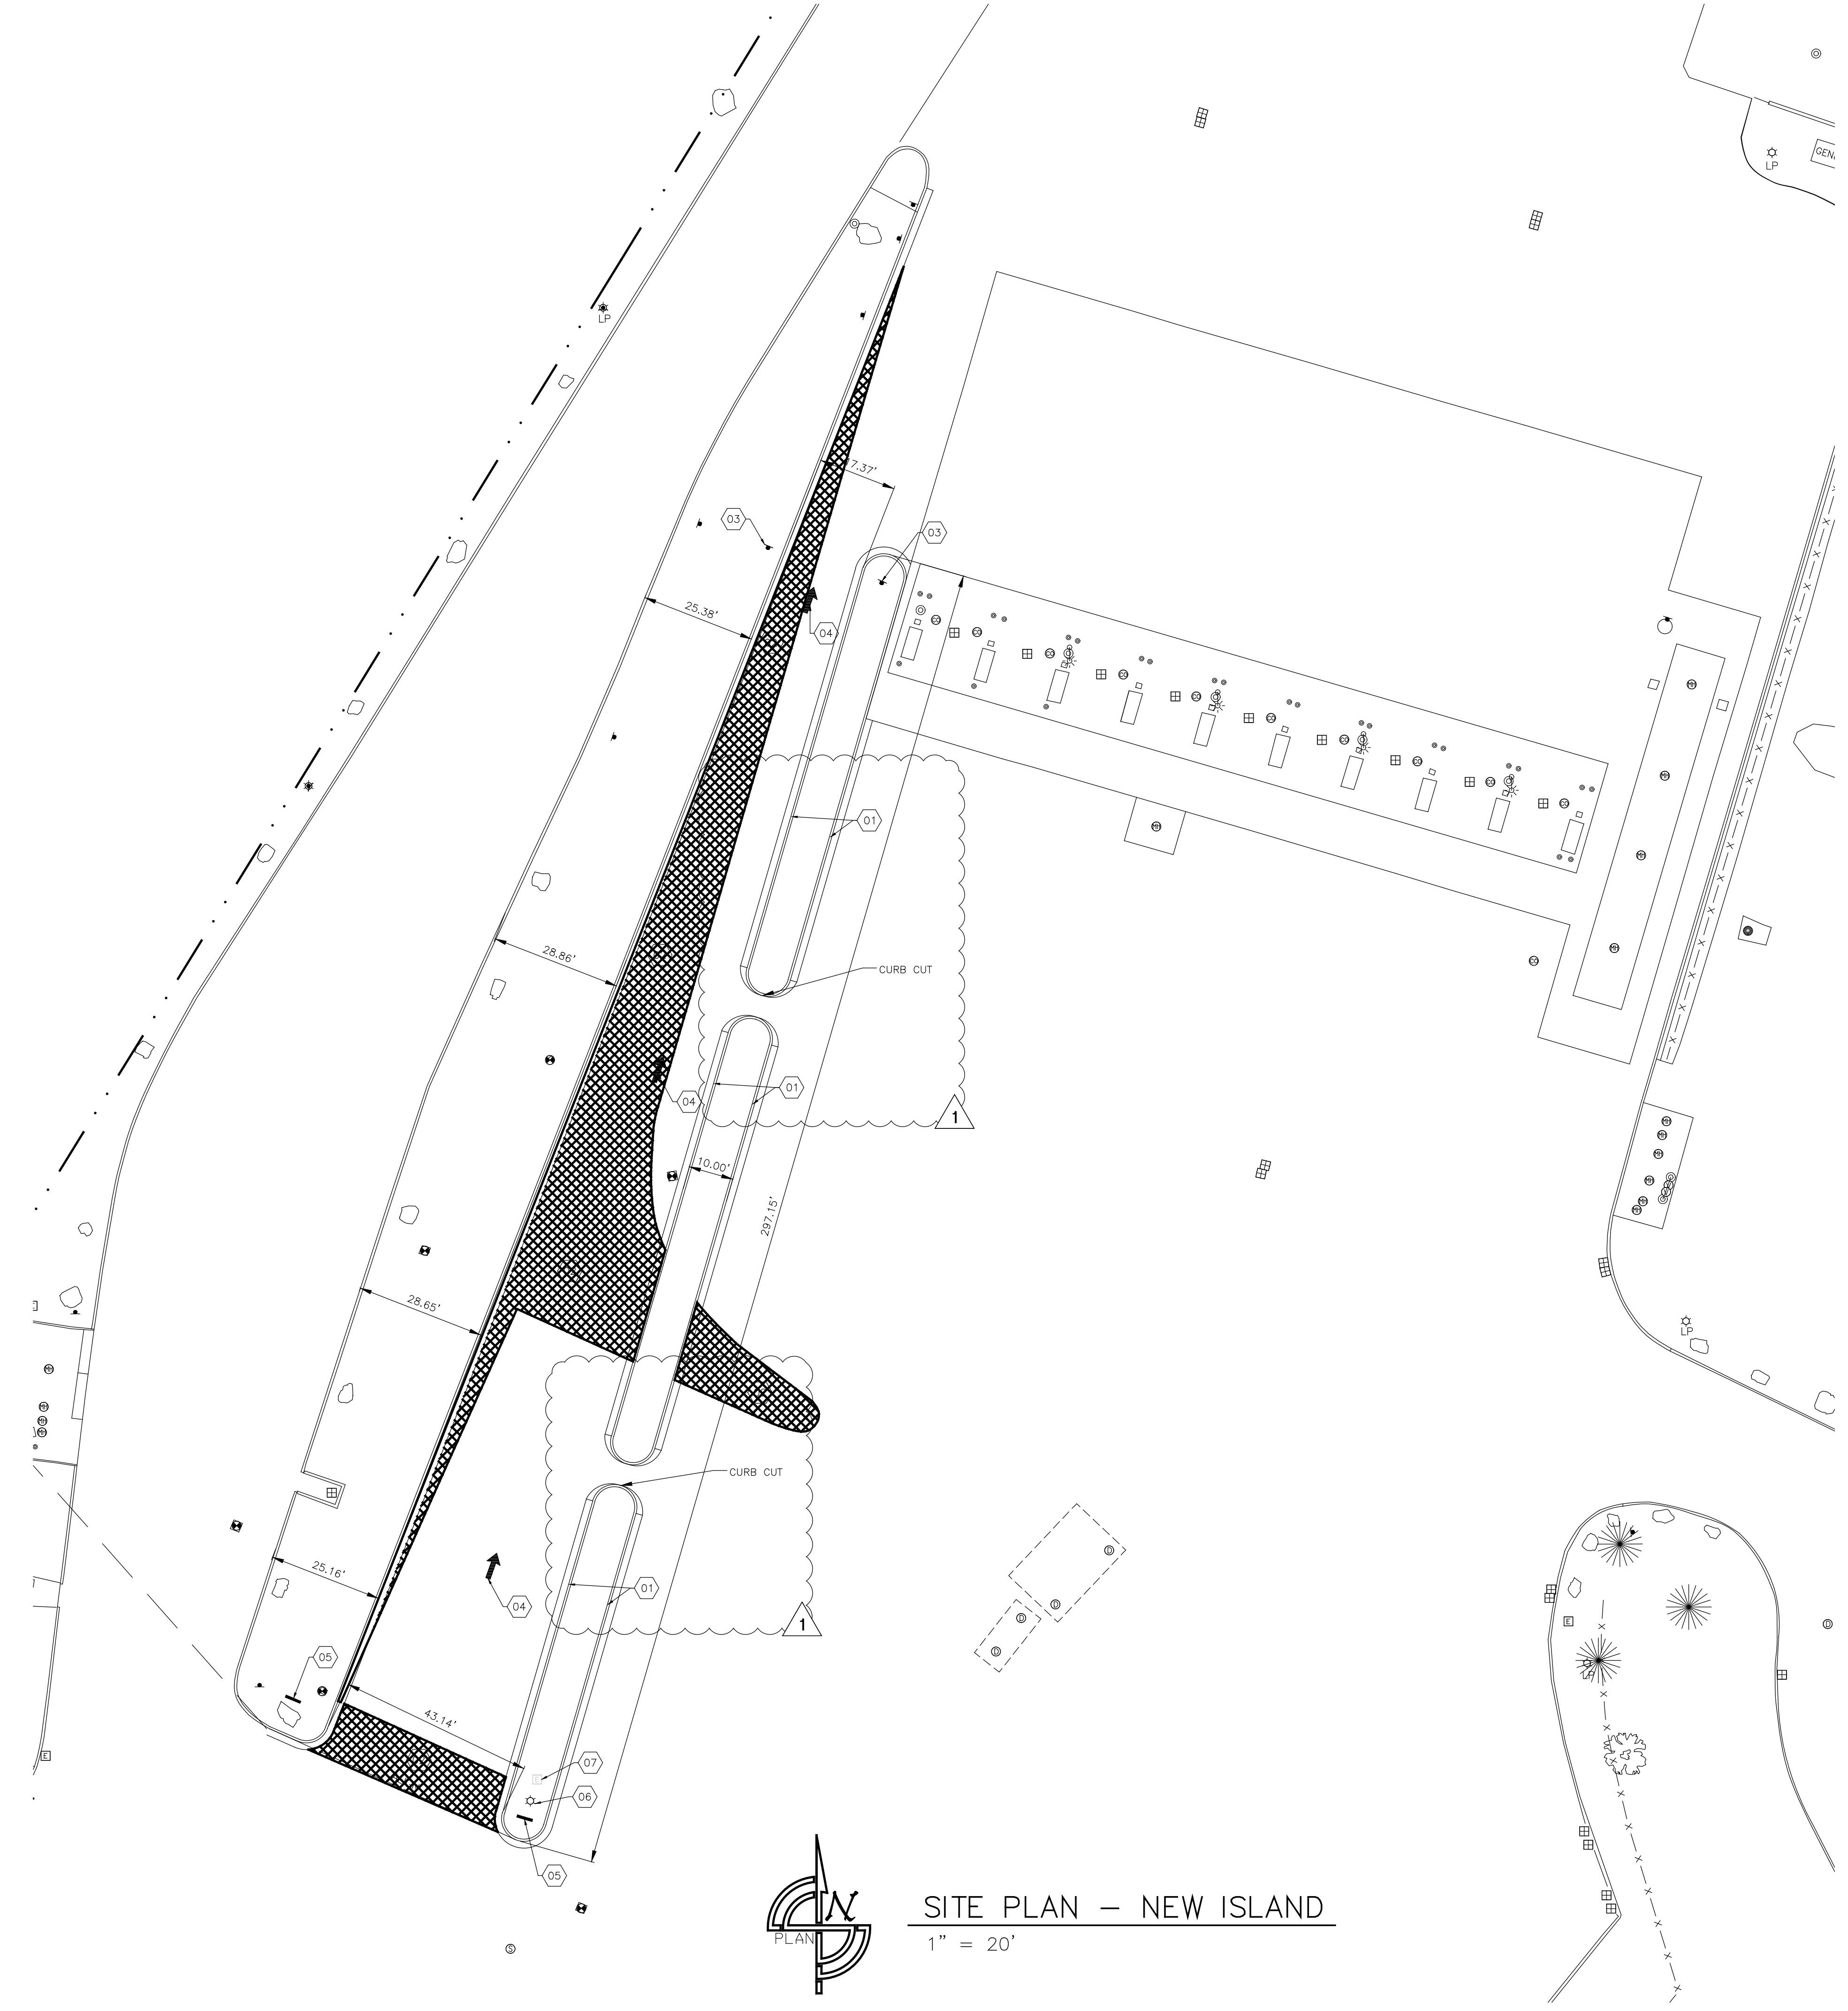 LP
LP
GEN
17.37'
03
03
25.38'
04
01
28.86'
CURB CUT
01
04
1
10.00'
297.15'
28.65'
LP
CURB CUT
25.16'
01
04
1
05
LP
43.14'
07
06
05
E
E
E
D
D
D
D
D
S
N
PLAN
SITE PLAN – NEW ISLAND
1" = 20'